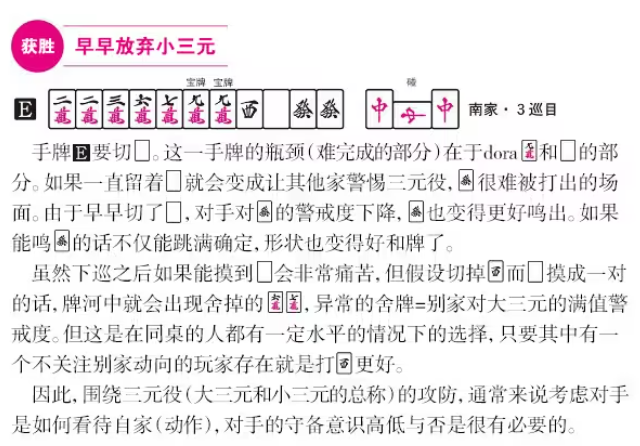 获胜 早早放弃小三元
宝牌 宝牌 碰
E 二萬 二萬 三萬 六萬 七萬 九萬 九萬 西 發 發 中 中 中 南家·3巡目
手牌E要切□。这一手牌的瓶颈(难完成的部分)在于dora九萬和□的部
分。如果一直留着□就会变成让其他家警惕三元役,發很难被打出的场
面。由于早早切了□,对手对發的警戒度下降,發也变得更好鸣出。如果
能鸣發的话不仅能跳满确定,形状也变得好和牌了。
虽然下巡之后如果能摸到□会非常痛苦,但假设切掉西而□摸成一对
的话,牌河中就会出现舍掉的六萬七萬,异常的舍牌=别家对大三元的满值警
戒度。但这是在同桌的人都有一定水平的情况下的选择,只要其中有一
个不关注别家动向的玩家存在就是打西更好。
因此,围绕三元役(大三元和小三元的总称)的攻防,通常来说考虑对手
是如何看待自家(动作),对手的守备意识高低与否是很有必要的。